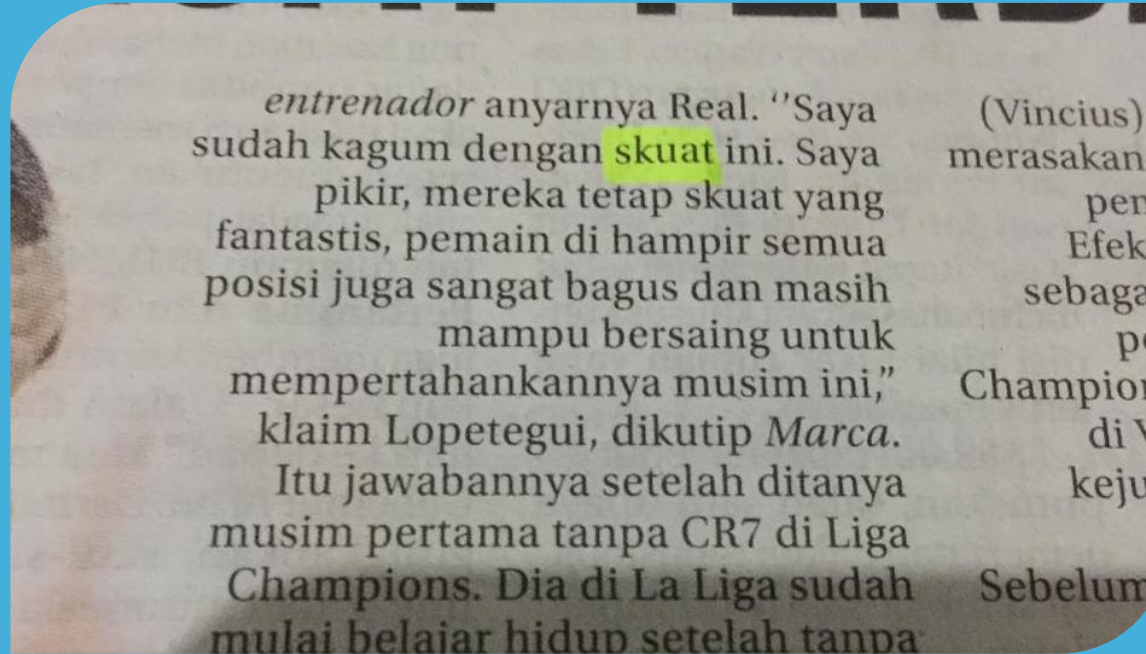 entrenador anyarnya Real. ‘’Saya
sudah kagum dengan skuat ini. Saya
pikir, mereka tetap skuat yang
fantastis, pemain di hampir semua
posisi juga sangat bagus dan masih
mampu bersaing untuk
mempertahankannya musim ini,”
klaim Lopetegui, dikutip Marca.
Itu jawabannya setelah ditanya
musim pertama tanpa CR7 di Liga
Champions. Dia di La Liga sudah
mulai belajar hidup setelah tanpa
(Vincius)
merasakan
Efek
di
Sebelum